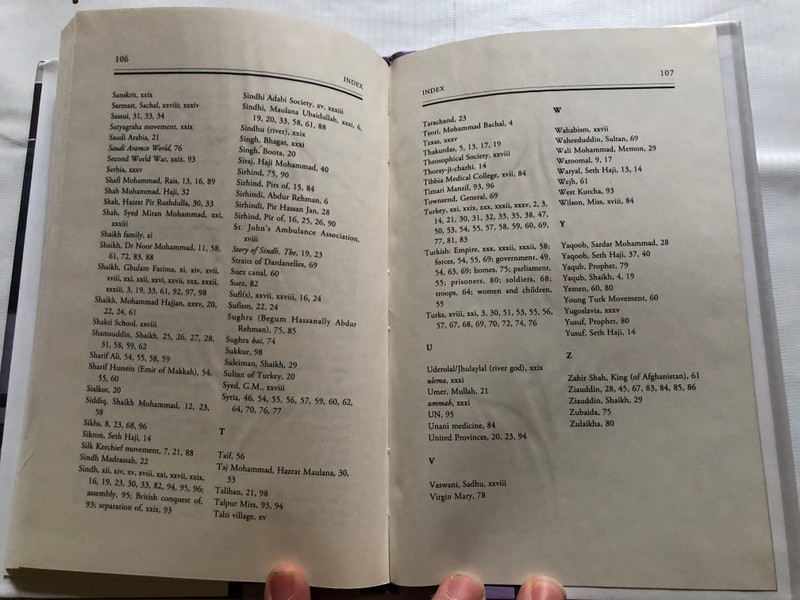 106
INDEX
Sanskrit, xxix
Sarmast, Sachal, xxviii; xxxiv
Sassui, 31, 33, 34
Satyagraha movement, xxix
Saudi Arabia, 21
Saudi Aramco World, 76
Second World War, xxix, 93
Serbia, xxxv
Shafi Mohammad, Rais, 13, 16, 89
Shah Mohammad, Haji, 32
Shah, Hazrat Pir Rushdulla, 30, 33
Shah, Syed Miran Mohammad, xxi,
xxxiii
Shaikh family, xi
Shaikh, Dr Noor Mohammad, 11, 58,
61, 72, 83, 88
Shaikh, Ghulam Fatima, xi, xiv, xvii,
xviii, xxi, xxii, xxvi, xxvii, xxx, xxxii,
xxxiii, 3, 19, 33, 61, 92, 97, 98
Shaikh, Mohammad Hajjan, xxxv, 20,
22, 24, 61
Shakti School, xxviii
Shamsuddin, Shaikh, 25, 26, 27, 28,
31, 58, 59, 62
Sharif Ali, 54, 55, 58, 59
Sharif Husein (Emir of Makkah), 54,
55, 60
Sialkot, 20
Siddiq, Shaikh Mohammad, 12, 23,
58
Sikhs, 8, 23, 68, 96
Sikron, Seth Haji, 14
Silk Kerchief movement, 7, 21, 88
Sindh Madrassah, 22
Sindh, xii, xiv, xv, xviii, xxi, xxvii, xxix,
16, 19, 23, 30, 33, 82, 94, 95, 96;
assembly, 95; British conquest of,
93; separation of, xxix, 93
Sindhi Adabi Society, xv, xxxiii
Sindhi, Maulana Ubaidullah, xxxi, 6,
19, 20, 33, 58, 61, 88
Sindhu (river), xxix
Singh, Bhagat, xxxi
Singh, Boota, 20
Siraj, Haji Mohammad, 40
Sirhind, 75, 90
Sirhind, Pirs of, 15, 84
Sirhindi, Abdur Rehman, 6
Sirhindi, Pir Hassan Jan, 28
Sirhind, Pir of, 16, 25, 26, 90
St. John's Ambulance Association,
xviii
Story of Sindh, The, 19, 23
Straits of Dardanelles, 69
Suez canal, 60
Suez, 82
Sufi(s), xxvii, xxviii, 16, 24
Sufism, 22, 24
Sughra (Begum Hassanally Abdur
Rehman), 75, 85
Sughra bai, 74
Sukkur, 98
Suleiman, Shaikh, 29
Sultan of Turkey, 20
Syed, G.M., xxviii
Syria, 46, 54, 55, 56, 57, 59, 60, 62,
64, 70, 76, 77
T
Taif, 56
Taj Mohammad, Hazrat Maulana, 30,
33
Taliban, 21, 98
Talpur Mirs, 93, 94
Talti village, xv
INDEX
107
Tarachand, 23
Teori, Mohammad Bachal, 4
Texas, xxxv
Thakurdas, 5, 13, 17, 19
Theosophical Society, xxviii
Thoray-ji-charhi, 14
Tibbia Medical College, xvii, 84
Timari Manzil, 93, 96
Townsend, General, 69
Turkey, xxi, xxix, xxx, xxxii, xxxv, 2, 3,
14, 21, 30, 31, 32, 33, 35, 38, 47,
50, 53, 54, 55, 57, 58, 59, 60, 69,
77, 81, 83
Turkish: Empire, xxx, xxxii, xxxii, 58;
forces, 54, 55, 69; government, 49,
54, 63, 69; homes, 75; parliament,
55; prisoners, 80; soldiers, 68;
troops, 64; women and children,
55
Turks, xviii, xxi, 3, 30, 51, 53, 55, 56,
57, 67, 68, 69, 70, 72, 74, 76
U
Uderolal/Jhulaylal (river god), xxix
ulema, xxxi
Umer, Mullah, 21
ummah, xxxi
UN, 95
Unani medicine, 84
United Provinces, 20, 23, 94
V
Vaswani, Sadhu, xxviii
Virgin Mary, 78
W
Wahabism, xxvii
Waheeduddin, Sultan, 69
Wali Mohammad, Memon, 29
Waroomal, 9, 17
Waryal, Seth Haji, 13, 14
Wejh, 61
West Kutcha, 93
Wilson, Miss, xviii, 84
Y
Yaqoob, Sardar Mohammad, 28
Yaqoob, Seth Haji, 37, 40
Yaqub, Prophet, 79
Yaqub, Shaikh, 4, 19
Yemen, 60, 80
Young Turk Movement, 60
Yugoslavia, xxxv
Yusuf, Prophet, 80
Yusuf, Seth Haji, 14
Z
Zahir Shah, King (of Afghanistan), 61
Ziauddin, 28, 45, 67, 83, 84, 85, 86
Ziauddin, Shaikh, 29
Zubaida, 75
Zulaikha, 80